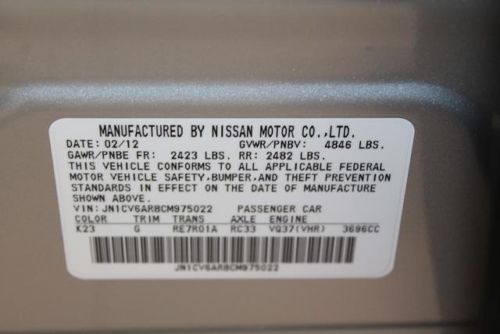 MANUFACTURED BY NISSAN MOTOR CO.,LTD.
DATE: 02/12 GVWR/PNBV: 4846 LBS.
GAWR/PNBE FR: 2423 LBS. RR: 2482 LBS.
THIS VEHICLE CONFORMS TO ALL APPLICABLE FEDERAL
MOTOR VEHICLE SAFETY,BUMPER,AND THEFT PREVENTION
STANDARDS IN EFFECT ON THE DATE OF MANUFACTURE
SHOWN ABOVE.
VIN: JN1CV6AR8CM975022 PASSENGER CAR
COLOR TRIM TRANS AXLE ENGINE
K23 G RE7R01A RC33 VQ37(VHR) 3696CC
JN1CV6AR8CM975022